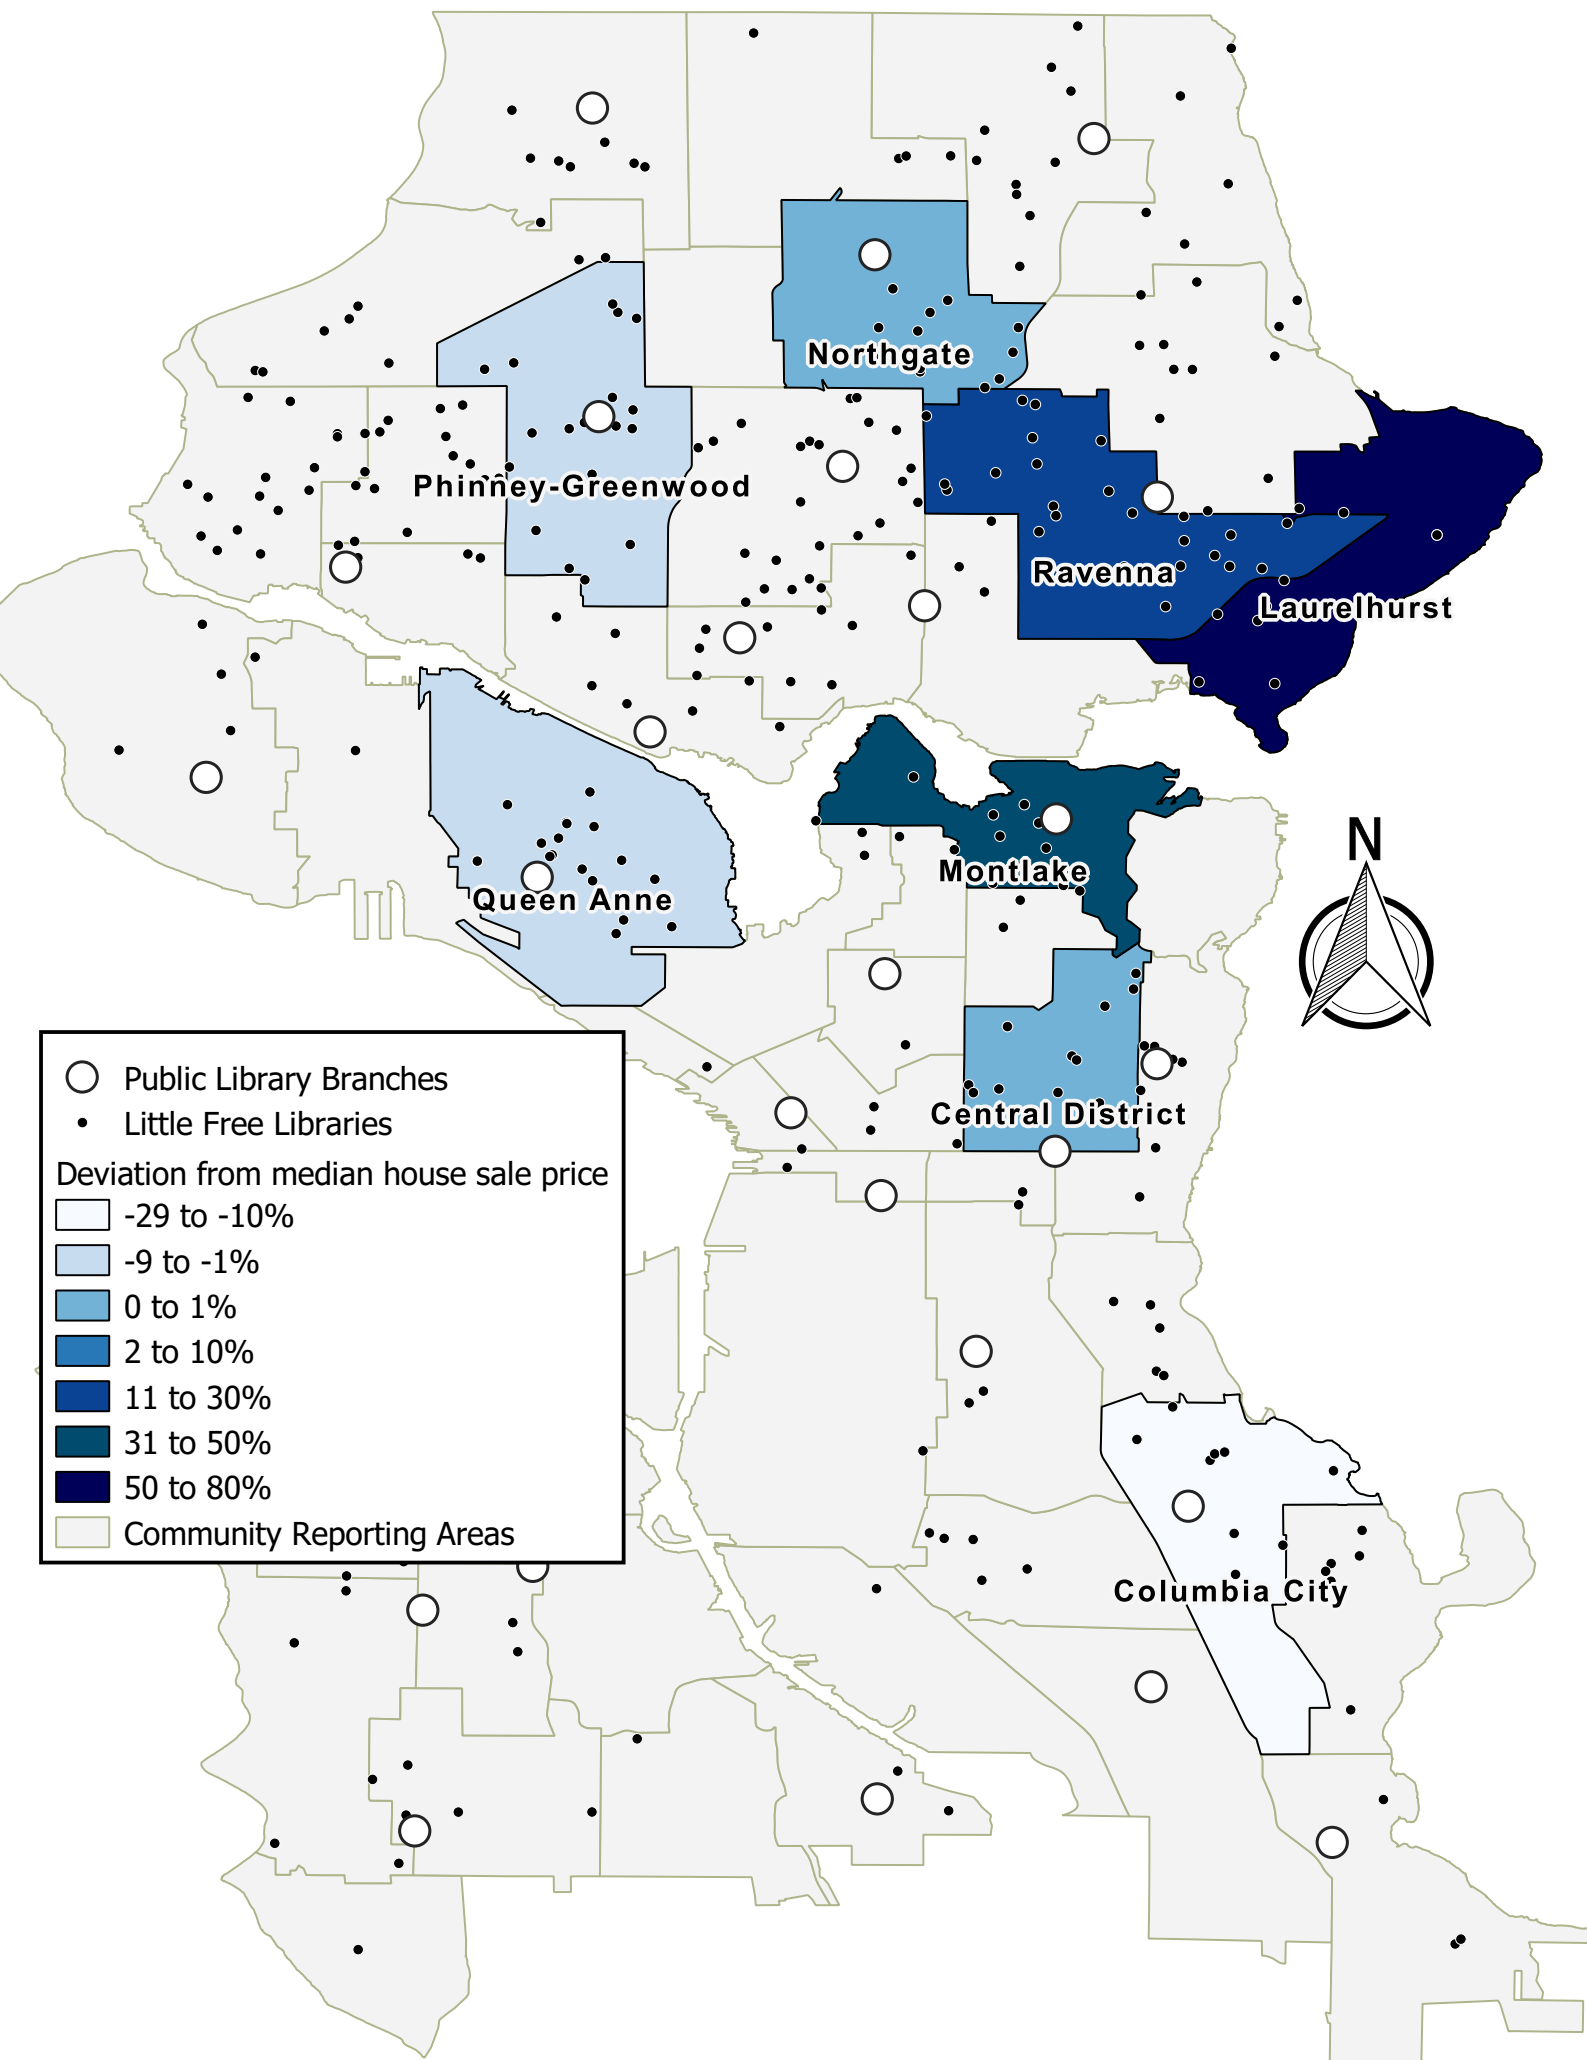 Northgate
Phinney-Greenwood
Ravenna
Laurelhurst
N
Montlake
Queen Anne
Central District
Public Library Branches
Little Free Libraries
Deviation from median house sale price
-29 to -10%
-9 to -1%
0 to 1%
2 to 10%
11 to 30%
31 to 50%
50 to 80%
Community Reporting Areas
Columbia City